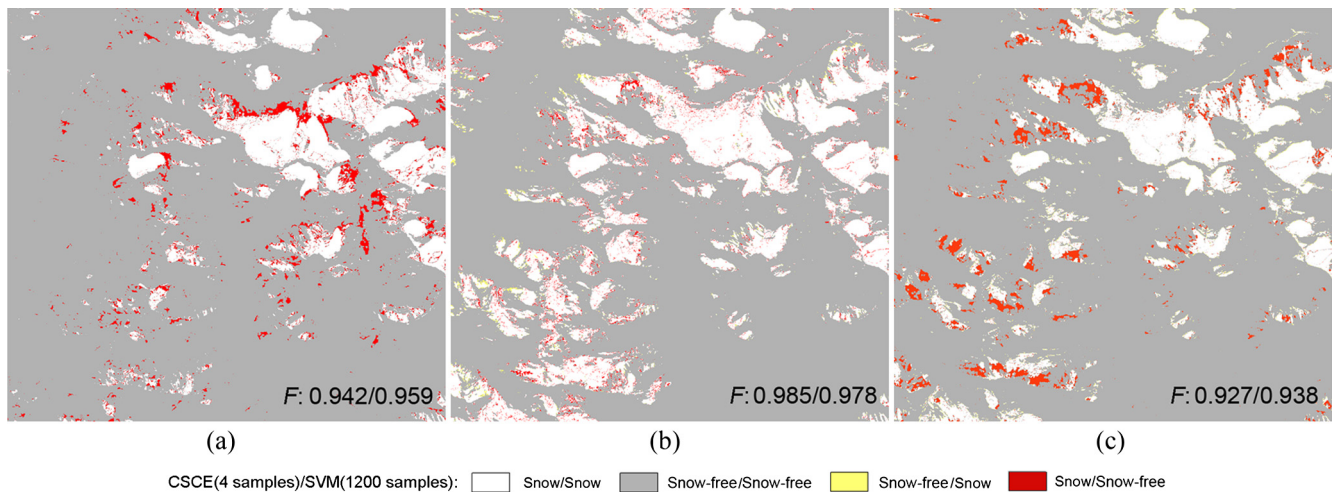 F: 0.942/0.959
F: 0.985/0.978
F: 0.927/0.938
(a)
(b)
(c)
CSCE(4 samples)/SVM(1200 samples): Snow/Snow Snow-free/Snow-free Snow-free/Snow Snow/Snow-free